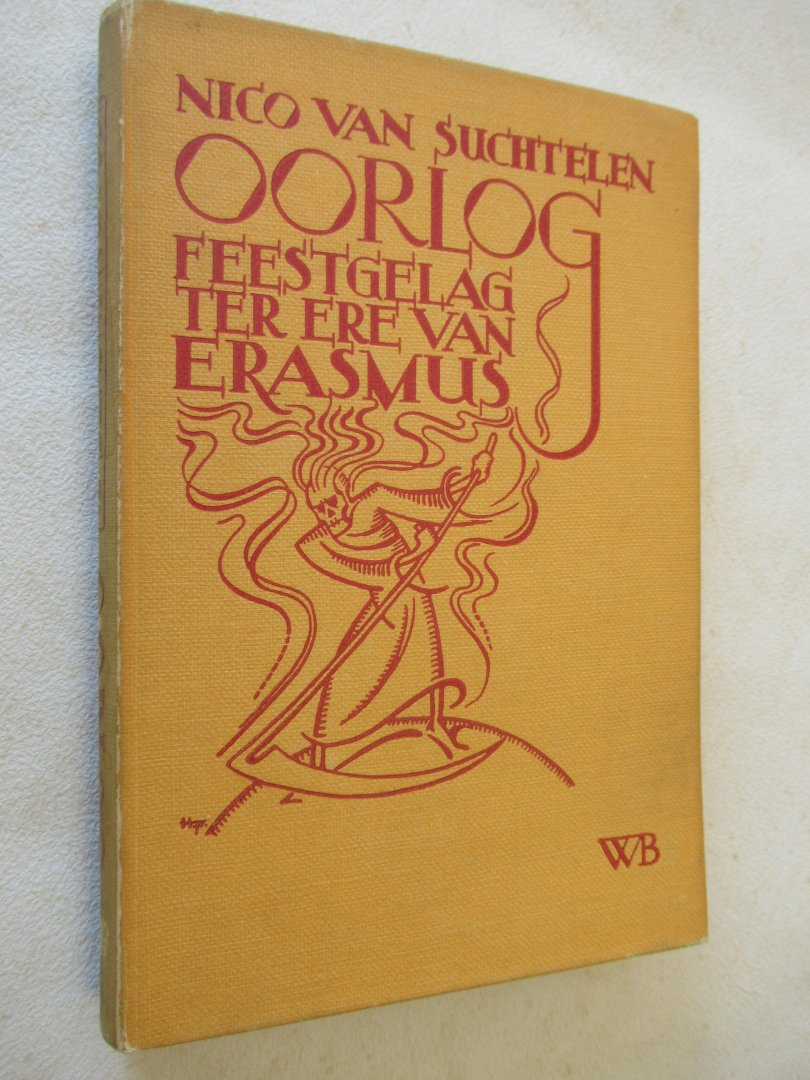 NICO VAN SUCHTELEN
OORLOG
FEESTGELAG
TER ERE VAN
ERASMUS
WB